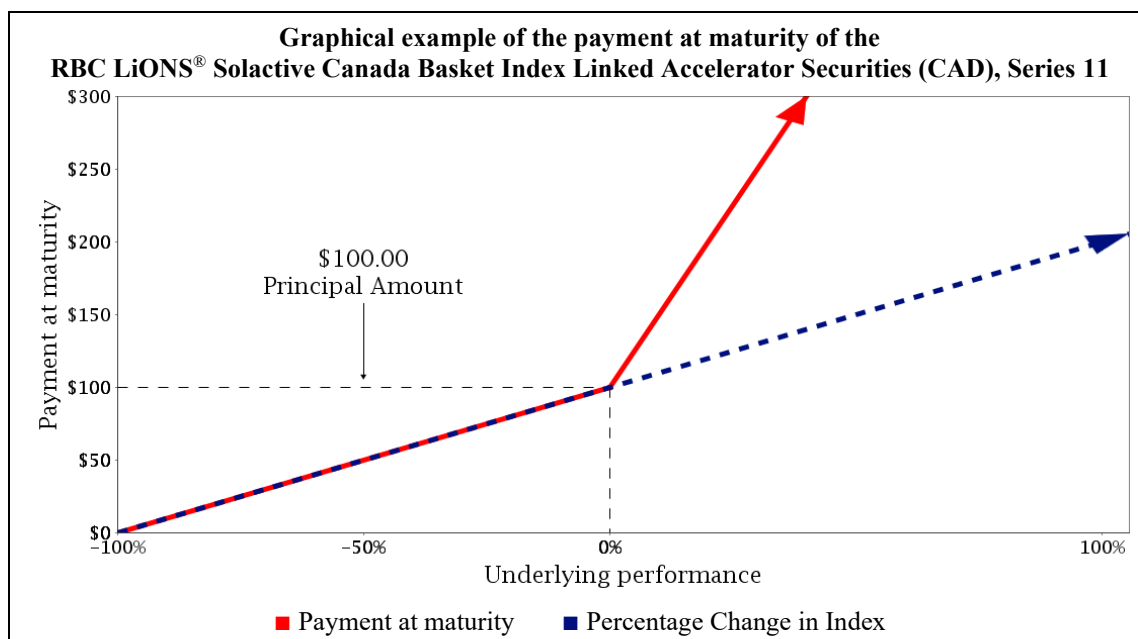 Graphical example of the payment at maturity of the
RBC LiONS® Solactive Canada Basket Index Linked Accelerator Securities (CAD), Series 11
$300
$250
$200
$150
$100
$50
$0
Payment at maturity
$100.00
Principal Amount
−100%
−50%
0%
100%
Underlying performance
Payment at maturity
Percentage Change in Index